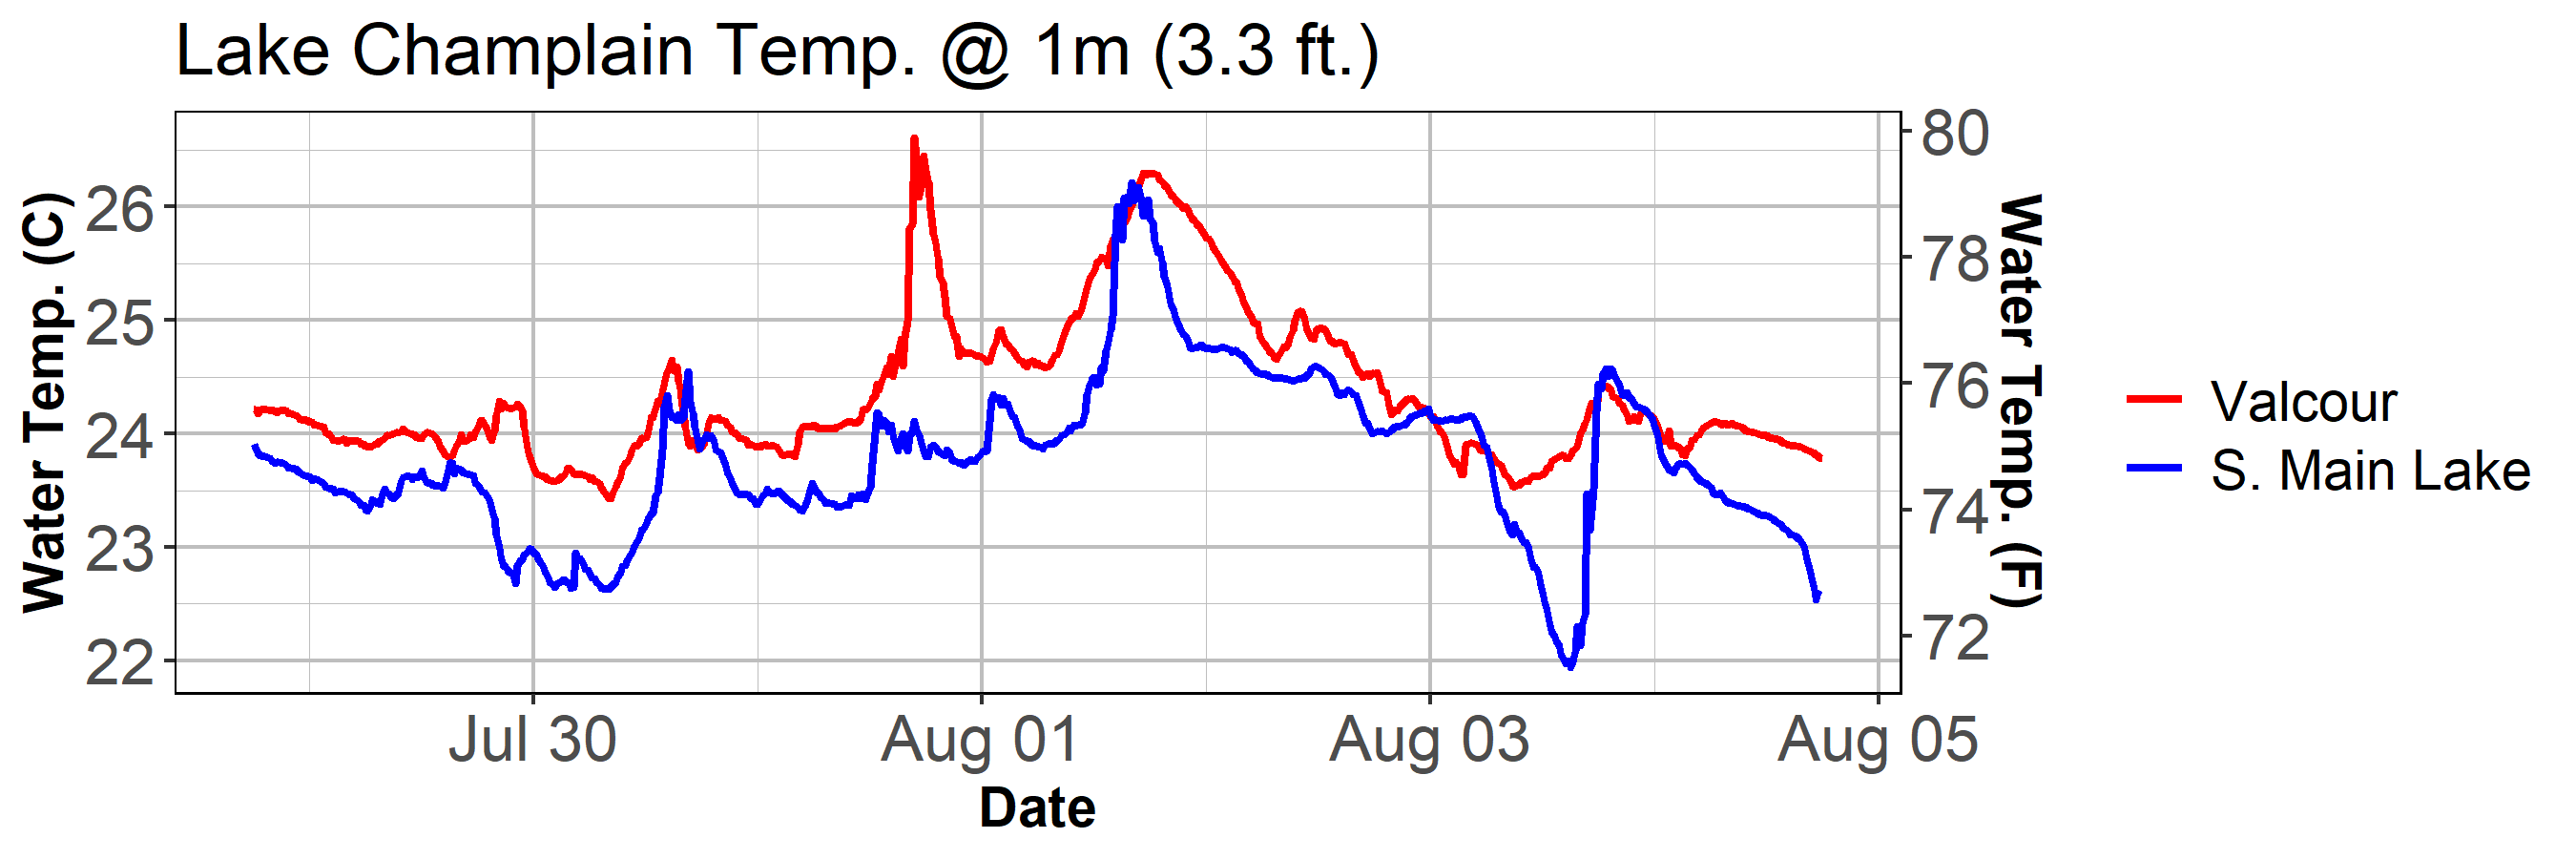 Lake Champlain Temp. @ 1m (3.3 ft.)
Water Temp. (C)
26
25
24
23
22
80
78
76
74
72
Water Temp. (F)
Jul 30
Aug 01
Aug 03
Aug 05
Date
Valcour
S. Main Lake